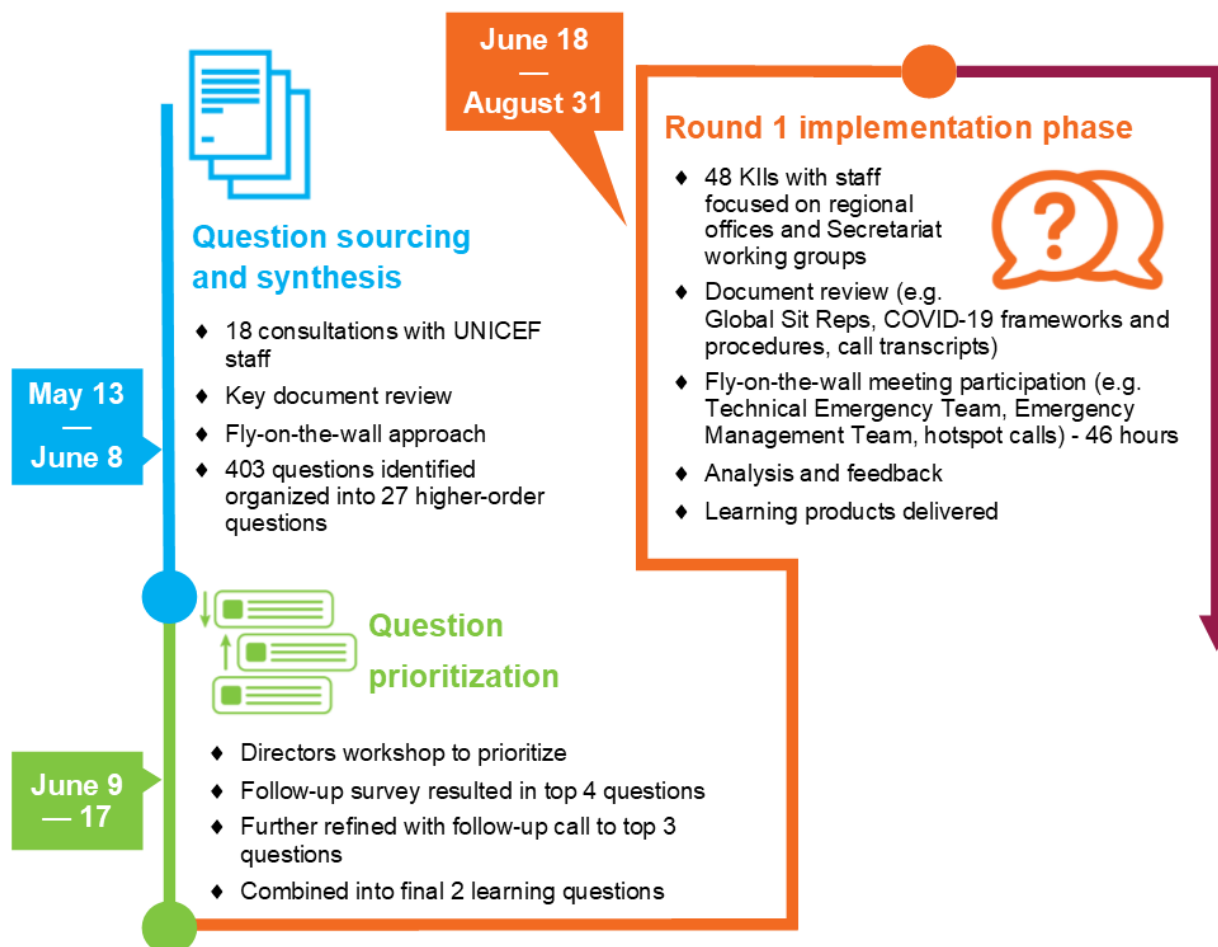 Question sourcing
and synthesis
♦ 18 consultations with UNICEF
staff
♦ Key document review
♦ Fly-on-the-wall approach
♦ 403 questions identified
organized into 27 higher-order
questions
May 13
—
June 8
Question
prioritization
♦ Directors workshop to prioritize
♦ Follow-up survey resulted in top 4 questions
♦ Further refined with follow-up call to top 3
questions
♦ Combined into final 2 learning questions
June 9
— 17
June 18
—
August 31
Round 1 implementation phase
♦ 48 KIIs with staff
focused on regional
offices and Secretariat
working groups
?
♦ Document review (e.g.
Global Sit Reps, COVID-19 frameworks and
procedures, call transcripts)
♦ Fly-on-the-wall meeting participation (e.g.
Technical Emergency Team, Emergency
Management Team, hotspot calls) - 46 hours
♦ Analysis and feedback
♦ Learning products delivered